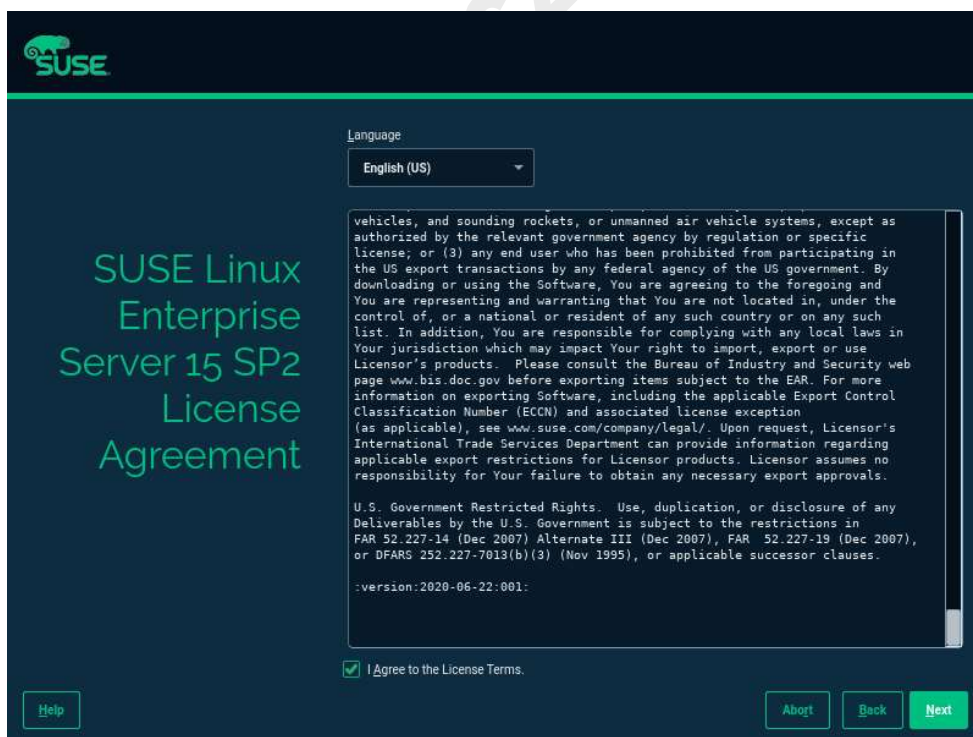 SUSE
Language
English (US)
SUSE Linux
Enterprise
Server 15 SP2
License
Agreement
vehicles, and sounding rockets, or unmanned air vehicle systems, except as
authorized by the relevant government agency by regulation or specific
license; or (3) any end user who has been prohibited from participating in
the US export transactions by any federal agency of the US government. By
downloading or using the Software, You are agreeing to the foregoing and
You are representing and warranting that You are not located in, under the
control of, or a national or resident of any such country or on any such
list. In addition, You are responsible for complying with any local laws in
Your jurisdiction which may impact Your right to import, export or use
Licensor's products.  Please consult the Bureau of Industry and Security web
page www.bis.doc.gov before exporting items subject to the EAR. For more
information on exporting Software, including the applicable Export Control
Classification Number (ECCN) and associated license exception
(as applicable), see www.suse.com/company/legal/. Upon request, Licensor's
International Trade Services Department can provide information regarding
applicable export restrictions for Licensor products. Licensor assumes no
responsibility for Your failure to obtain any necessary export approvals.
U.S. Government Restricted Rights.  Use, duplication, or disclosure of any
Deliverables by the U.S. Government is subject to the restrictions in
FAR 52.227-14 (Dec 2007) Alternate III (Dec 2007), FAR  52.227-19 (Dec 2007),
or DFARS 252.227-7013(b)(3) (Nov 1995), or applicable successor clauses.
:version:2020-06-22:001:
I Agree to the License Terms.
Help
Abort
Back
Next